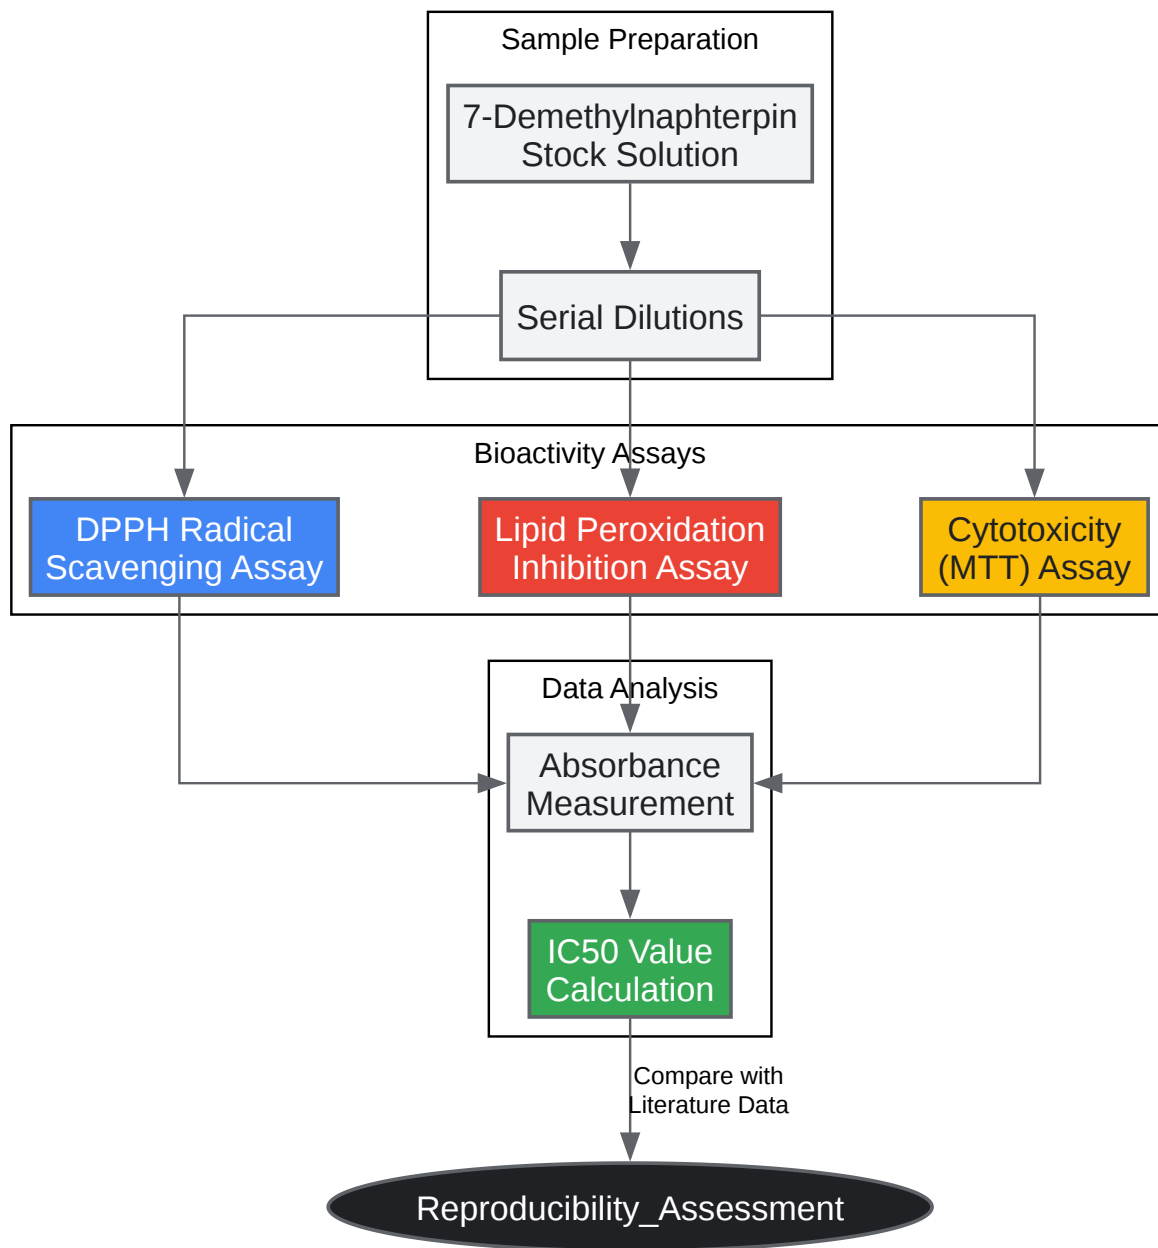 Sample Preparation
7-Demethylnaphterpin
Stock Solution
Serial Dilutions
Bioactivity Assays
DPPH Radical
Scavenging Assay
Lipid Peroxidation
Inhibition Assay
Cytotoxicity
(MTT) Assay
Data Analysis
Absorbance
Measurement
IC50 Value
Calculation
Compare with
Literature Data
Reproducibility_Assessment